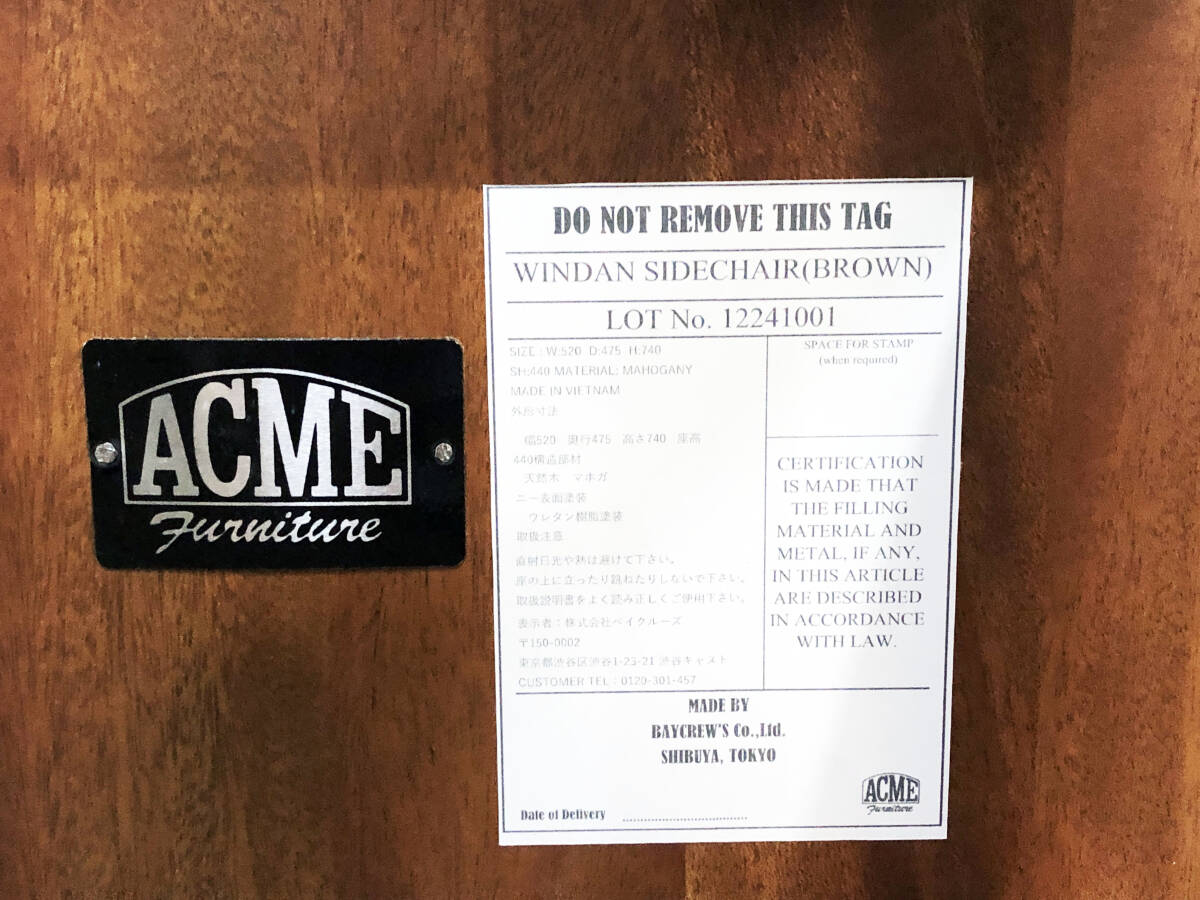 ACME
Furniture
DO NOT REMOVE THIS TAG
WINDAN SIDECHAIR(BROWN)
LOT No. 12241001
SIZE : W:520 D:475 H:740
SH:440 MATERIAL: MAHOGANY
MADE IN VIETNAM
外形寸法
幅520 奥行475 高さ740 座高
440構造部材
天然木 マホガ
ニー表面塗装
ウレタン樹脂塗装
取扱注意
直射日光や熱は避けて下さい。
座の上に立ったり跳ねたりしないで下さい。
取扱説明書をよく読み正しくご使用下さい。
表示者：株式会社ベイクルーズ
〒150-0002
東京都渋谷区渋谷1-23-21 渋谷キャスト
CUSTOMER TEL : 0120-301-457
SPACE FOR STAMP
(when required)
CERTIFICATION
IS MADE THAT
THE FILLING
MATERIAL AND
METAL, IF ANY,
IN THIS ARTICLE
ARE DESCRIBED
IN ACCORDANCE
WITH LAW.
MADE BY
BAYCREW'S Co.,Ltd.
SHIBUYA, TOKYO
Date of Delivery
ACME
Furniture